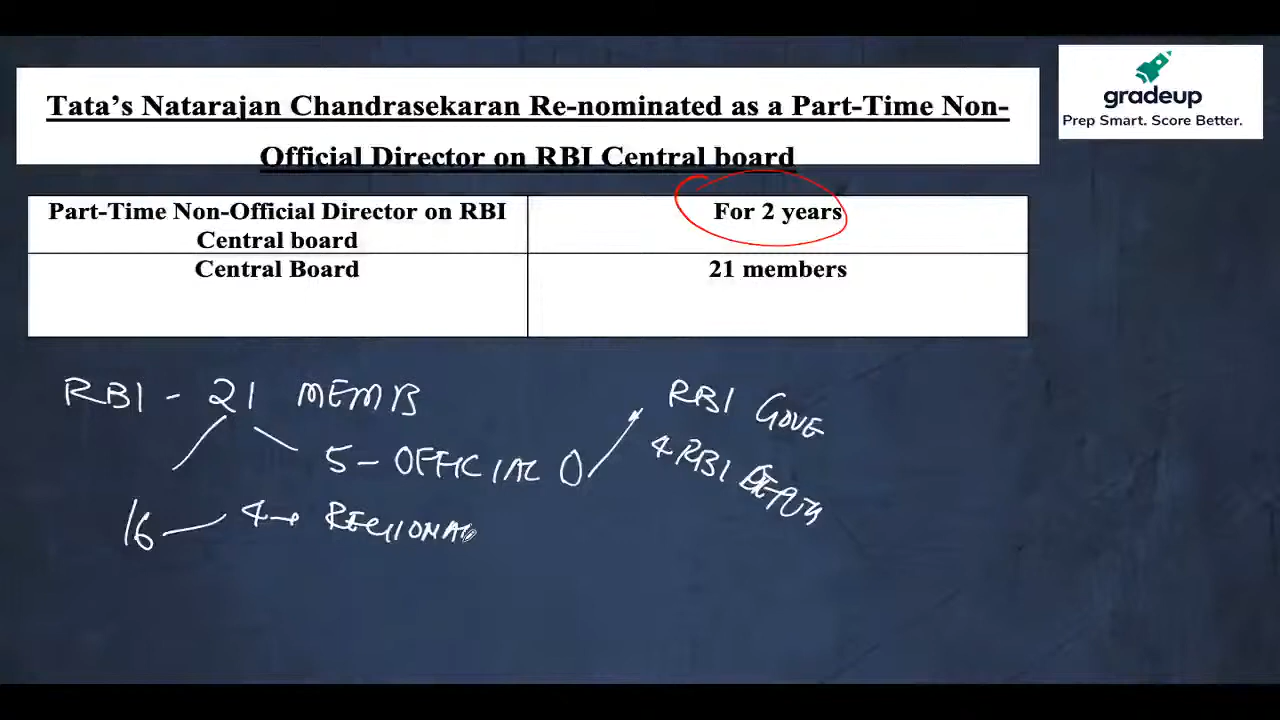 gradeup
Prep Smart. Score Better.
Tata’s Natarajan Chandrasekaran Re-nominated as a Part-Time Non-
Official Director on RBI Central board
Part-Time Non-Official Director on RBI
Central board
For 2 years
Central Board
21 members
RBI - 21 MEMB
RBI GOVE
5 - OFFICIAL O
4 RBI
16
4 → REGIONAL